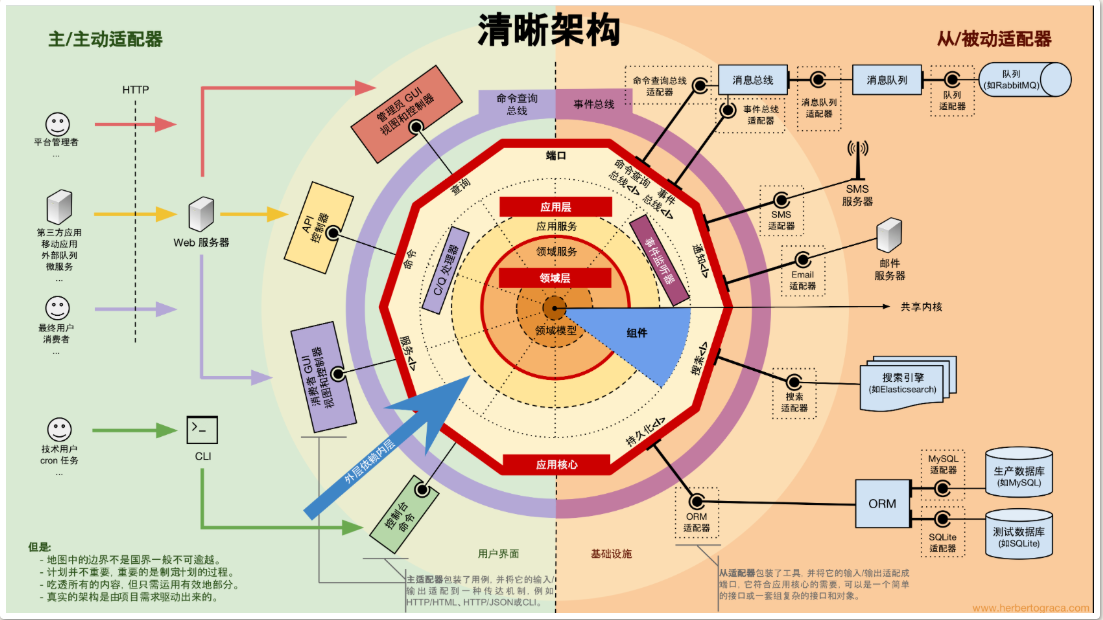 清晰架构
主/主动适配器
从/被动适配器
HTTP
平台管理者
...
第三方应用
移动应用
外部队列
微服务
最终用户
消费者
...
技术用户
cron 任务
...
Web 服务器
CLI
管理员 GUI
视图和控制器
API
控制器
消费者 GUI
视图和控制器
控制台
命令
命令查询
总线
事件总线
端口
查询
命令
服务</>
命令查询
总线</>
事件
总线</>
通知</>
搜索</>
持久化</>
应用层
应用服务
领域服务
领域层
领域模型
C/Q 处理器
事件监听器
组件
应用核心
外层依赖内层
共享内核
命令查询总线
适配器
消息总线
事件总线
适配器
消息队列
适配器
消息队列
队列
适配器
队列
(如RabbitMQ)
SMS
适配器
SMS
服务器
Email
适配器
邮件
服务器
搜索
适配器
搜索引擎
(如Elasticsearch)
ORM
适配器
ORM
MySQL
适配器
生产数据库
(如MySQL)
SQLite
适配器
测试数据库
(如SQLite)
用户界面
基础设施
但是:
- 地图中的边界不是国界一般不可逾越。
- 计划并不重要，重要的是制定计划的过程。
- 吃透所有的内容，但只需运用有效地部分。
- 真实的架构是由项目需求驱动出来的。
主适配器包装了用例，并将它的输入/
输出适配到一种传达机制，例如
HTTP/HTML、HTTP/JSON或CLI。
从适配器包装了工具，并将它的输入/输出适配成
端口，它符合应用核心的需要，可以是一个简单
的接口或一套组复杂的接口和对象。
www.herbertograca.com